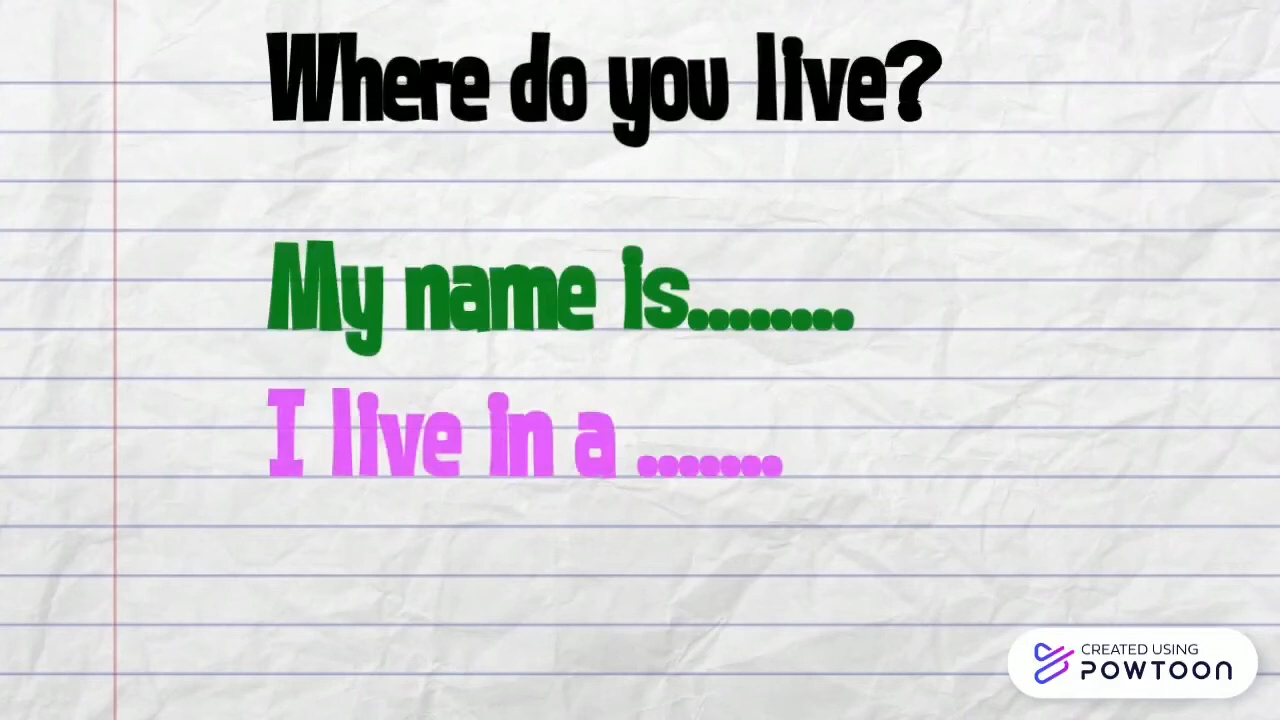 Where do you live?
My name is........
I live in a .......
CREATED USING
POWTOON